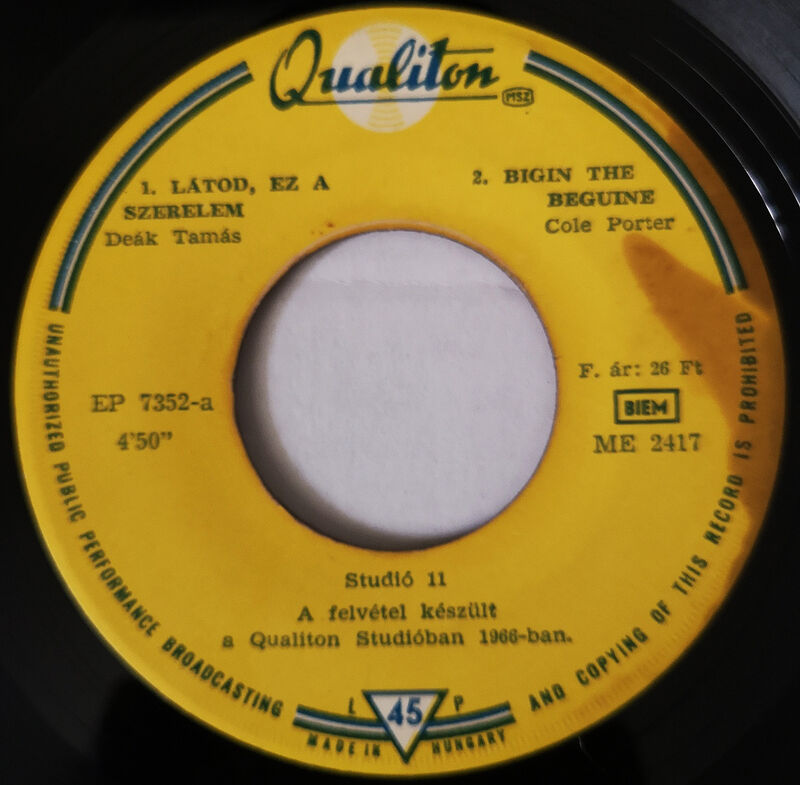 Qualiton
MSZ
1. LÁTOD, EZ A
SZERELEM
Deák Tamás
2. BIGIN THE
BEGUINE
Cole Porter
EP 7352-a
4'50"
F. ár: 26 Ft
BIEM
ME 2417
Studió 11
A felvétel készült
a Qualiton Studióban 1966-ban.
UNAUTHORIZED PUBLIC PERFORMANCE BROADCASTING AND COPYING OF THIS RECORD IS PROHIBITED
L 45 P
MADE IN HUNGARY